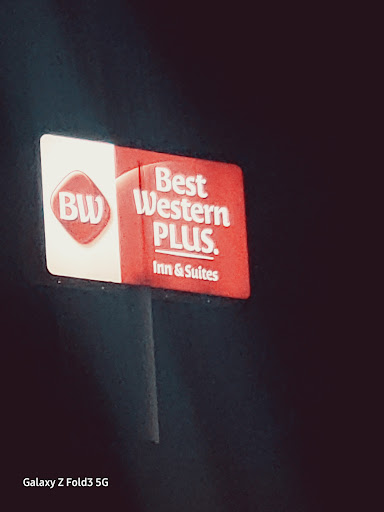 BW
Best
Western
PLUS.
Inn & Suites
Galaxy Z Fold3 5G